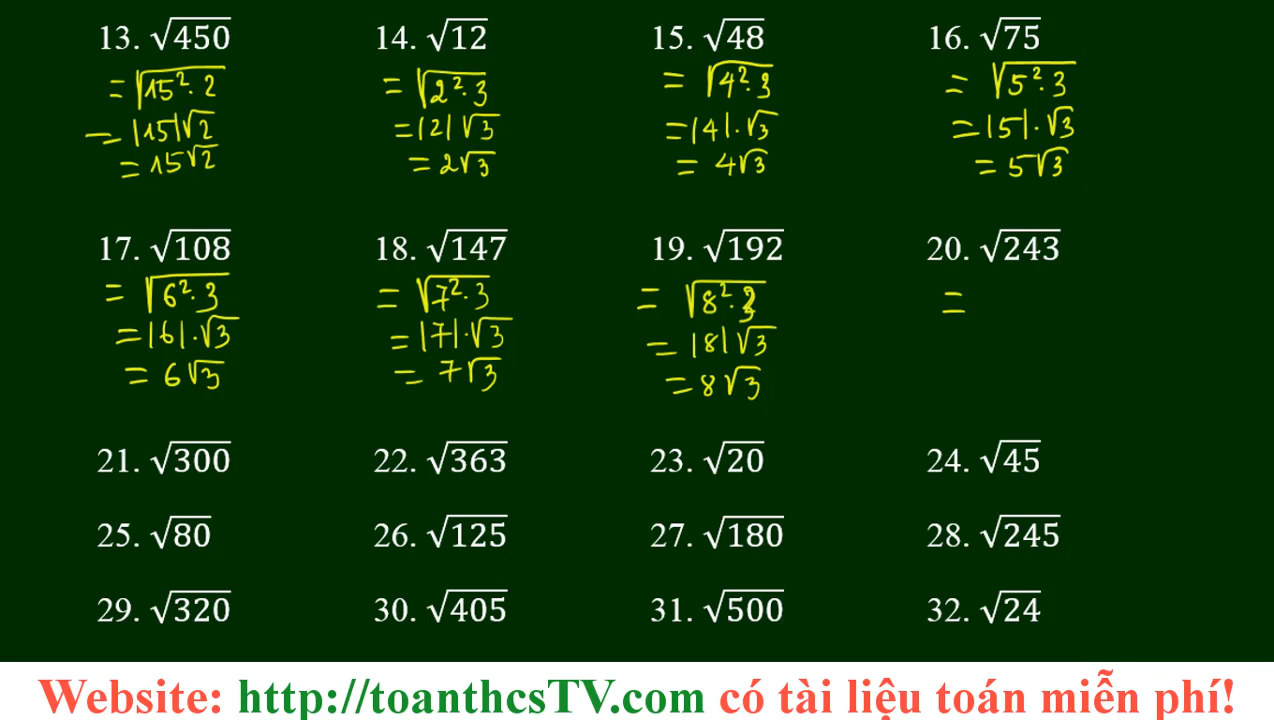 13. √450 14. √12 15. √48 16. √75
= √15². 2 = √2². 3 = √4². 3 = √5². 3
= |15|√2 = |2| √3 = |4|. √3 = |5|. √3
= 15√2 = 2√3 = 4√3 = 5√3
17. √108 18. √147 19. √192 20. √243
= √6². 3 = √7². 3 = √8². 3 =
= |6|. √3 = |7|. √3 = |8|√3
= 6√3 = 7√3 = 8√3
21. √300 22. √363 23. √20 24. √45
25. √80 26. √125 27. √180 28. √245
29. √320 30. √405 31. √500 32. √24
Website: http://toanthcsTV.com có tài liệu toán miễn phí!